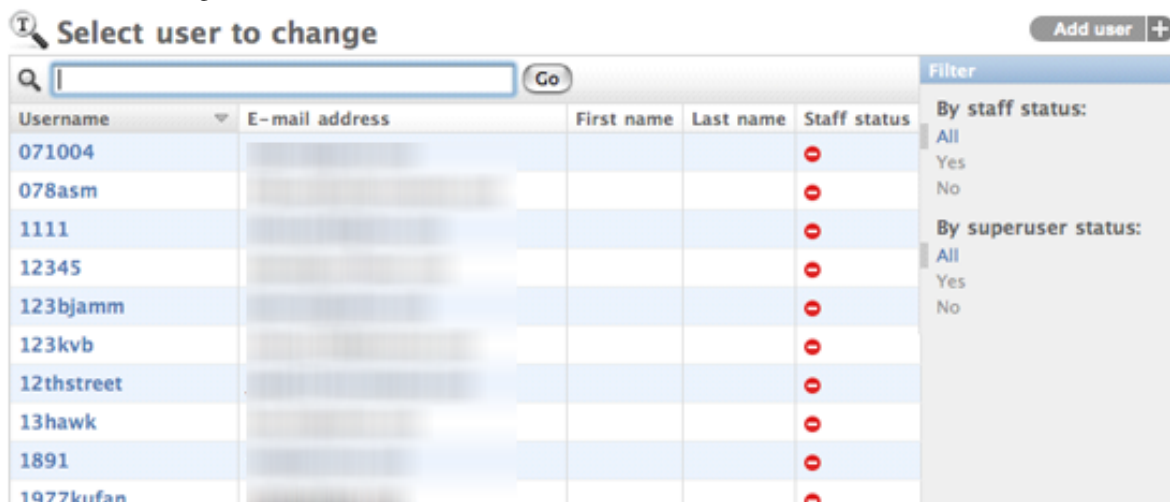 Select user to change
Add user
Go
Filter
Username E-mail address First name Last name Staff status
By staff status:
All
Yes
No
By superuser status:
All
Yes
No
071004
078asm
1111
12345
123bjamm
123kvb
12thstreet
13hawk
1891
1977kufan